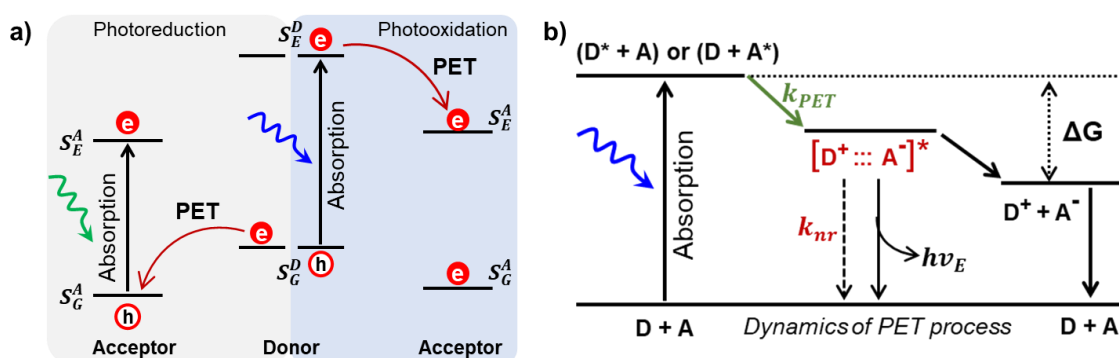 a)
Photoreduction
Photooxidation
S_E^D
e
PET
e
S_E^A
e
S_E^A
Absorption
PET
e
Absorption
S_G^D
h
e
S_G^A
S_G^A
h
Acceptor
Donor
Acceptor
b)
(D* + A) or (D + A*)
k_PET
ΔG
[D⁺ ::: A⁻]*
Absorption
D⁺ + A⁻
k_nr
hν_E
D + A
Dynamics of PET process
D + A